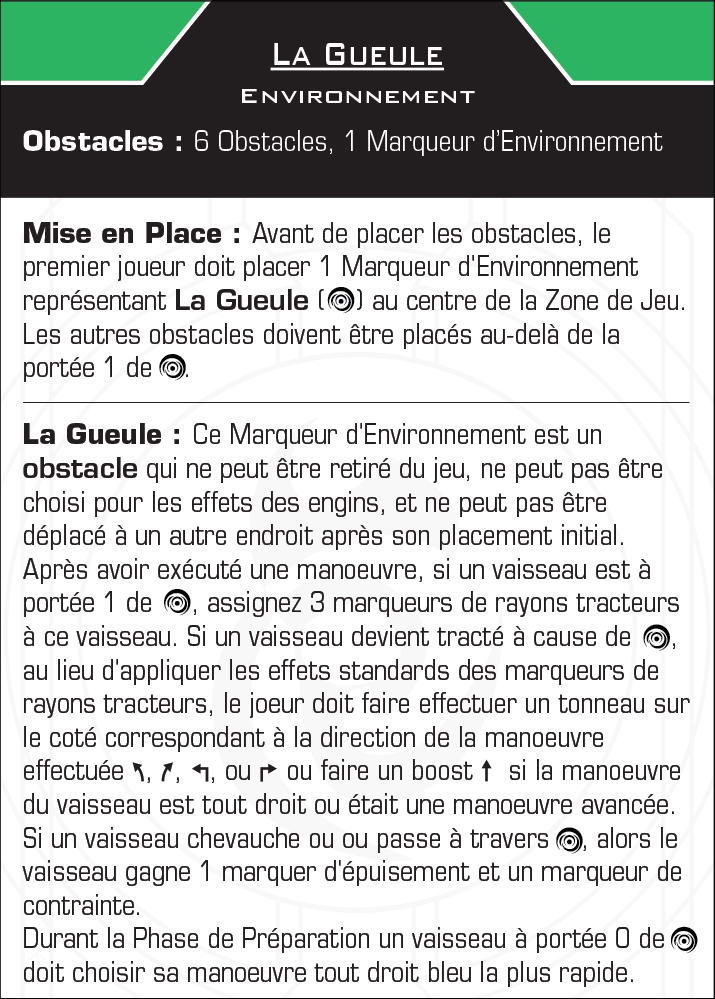 La Gueule
Environnement
Obstacles : 6 Obstacles, 1 Marqueur d'Environnement
Mise en Place : Avant de placer les obstacles, le
premier joueur doit placer 1 Marqueur d'Environnement
représentant La Gueule () au centre de la Zone de Jeu.
Les autres obstacles doivent être placés au-delà de la
portée 1 de .
La Gueule : Ce Marqueur d'Environnement est un
obstacle qui ne peut être retiré du jeu, ne peut pas être
choisi pour les effets des engins, et ne peut pas être
déplacé à un autre endroit après son placement initial.
Après avoir exécuté une manoeuvre, si un vaisseau est à
portée 1 de , assignez 3 marqueurs de rayons tracteurs
à ce vaisseau. Si un vaisseau devient tracté à cause de ,
au lieu d'appliquer les effets standards des marqueurs de
rayons tracteurs, le joeur doit faire effectuer un tonneau sur
le coté correspondant à la direction de la manoeuvre
effectuée ↖, ↗, ↰, ou ↱ ou faire un boost ↑ si la manoeuvre
du vaisseau est tout droit ou était une manoeuvre avancée.
Si un vaisseau chevauche ou ou passe à travers , alors le
vaisseau gagne 1 marquer d'épuisement et un marqueur de
contrainte.
Durant la Phase de Préparation un vaisseau à portée 0 de
doit choisir sa manoeuvre tout droit bleu la plus rapide.